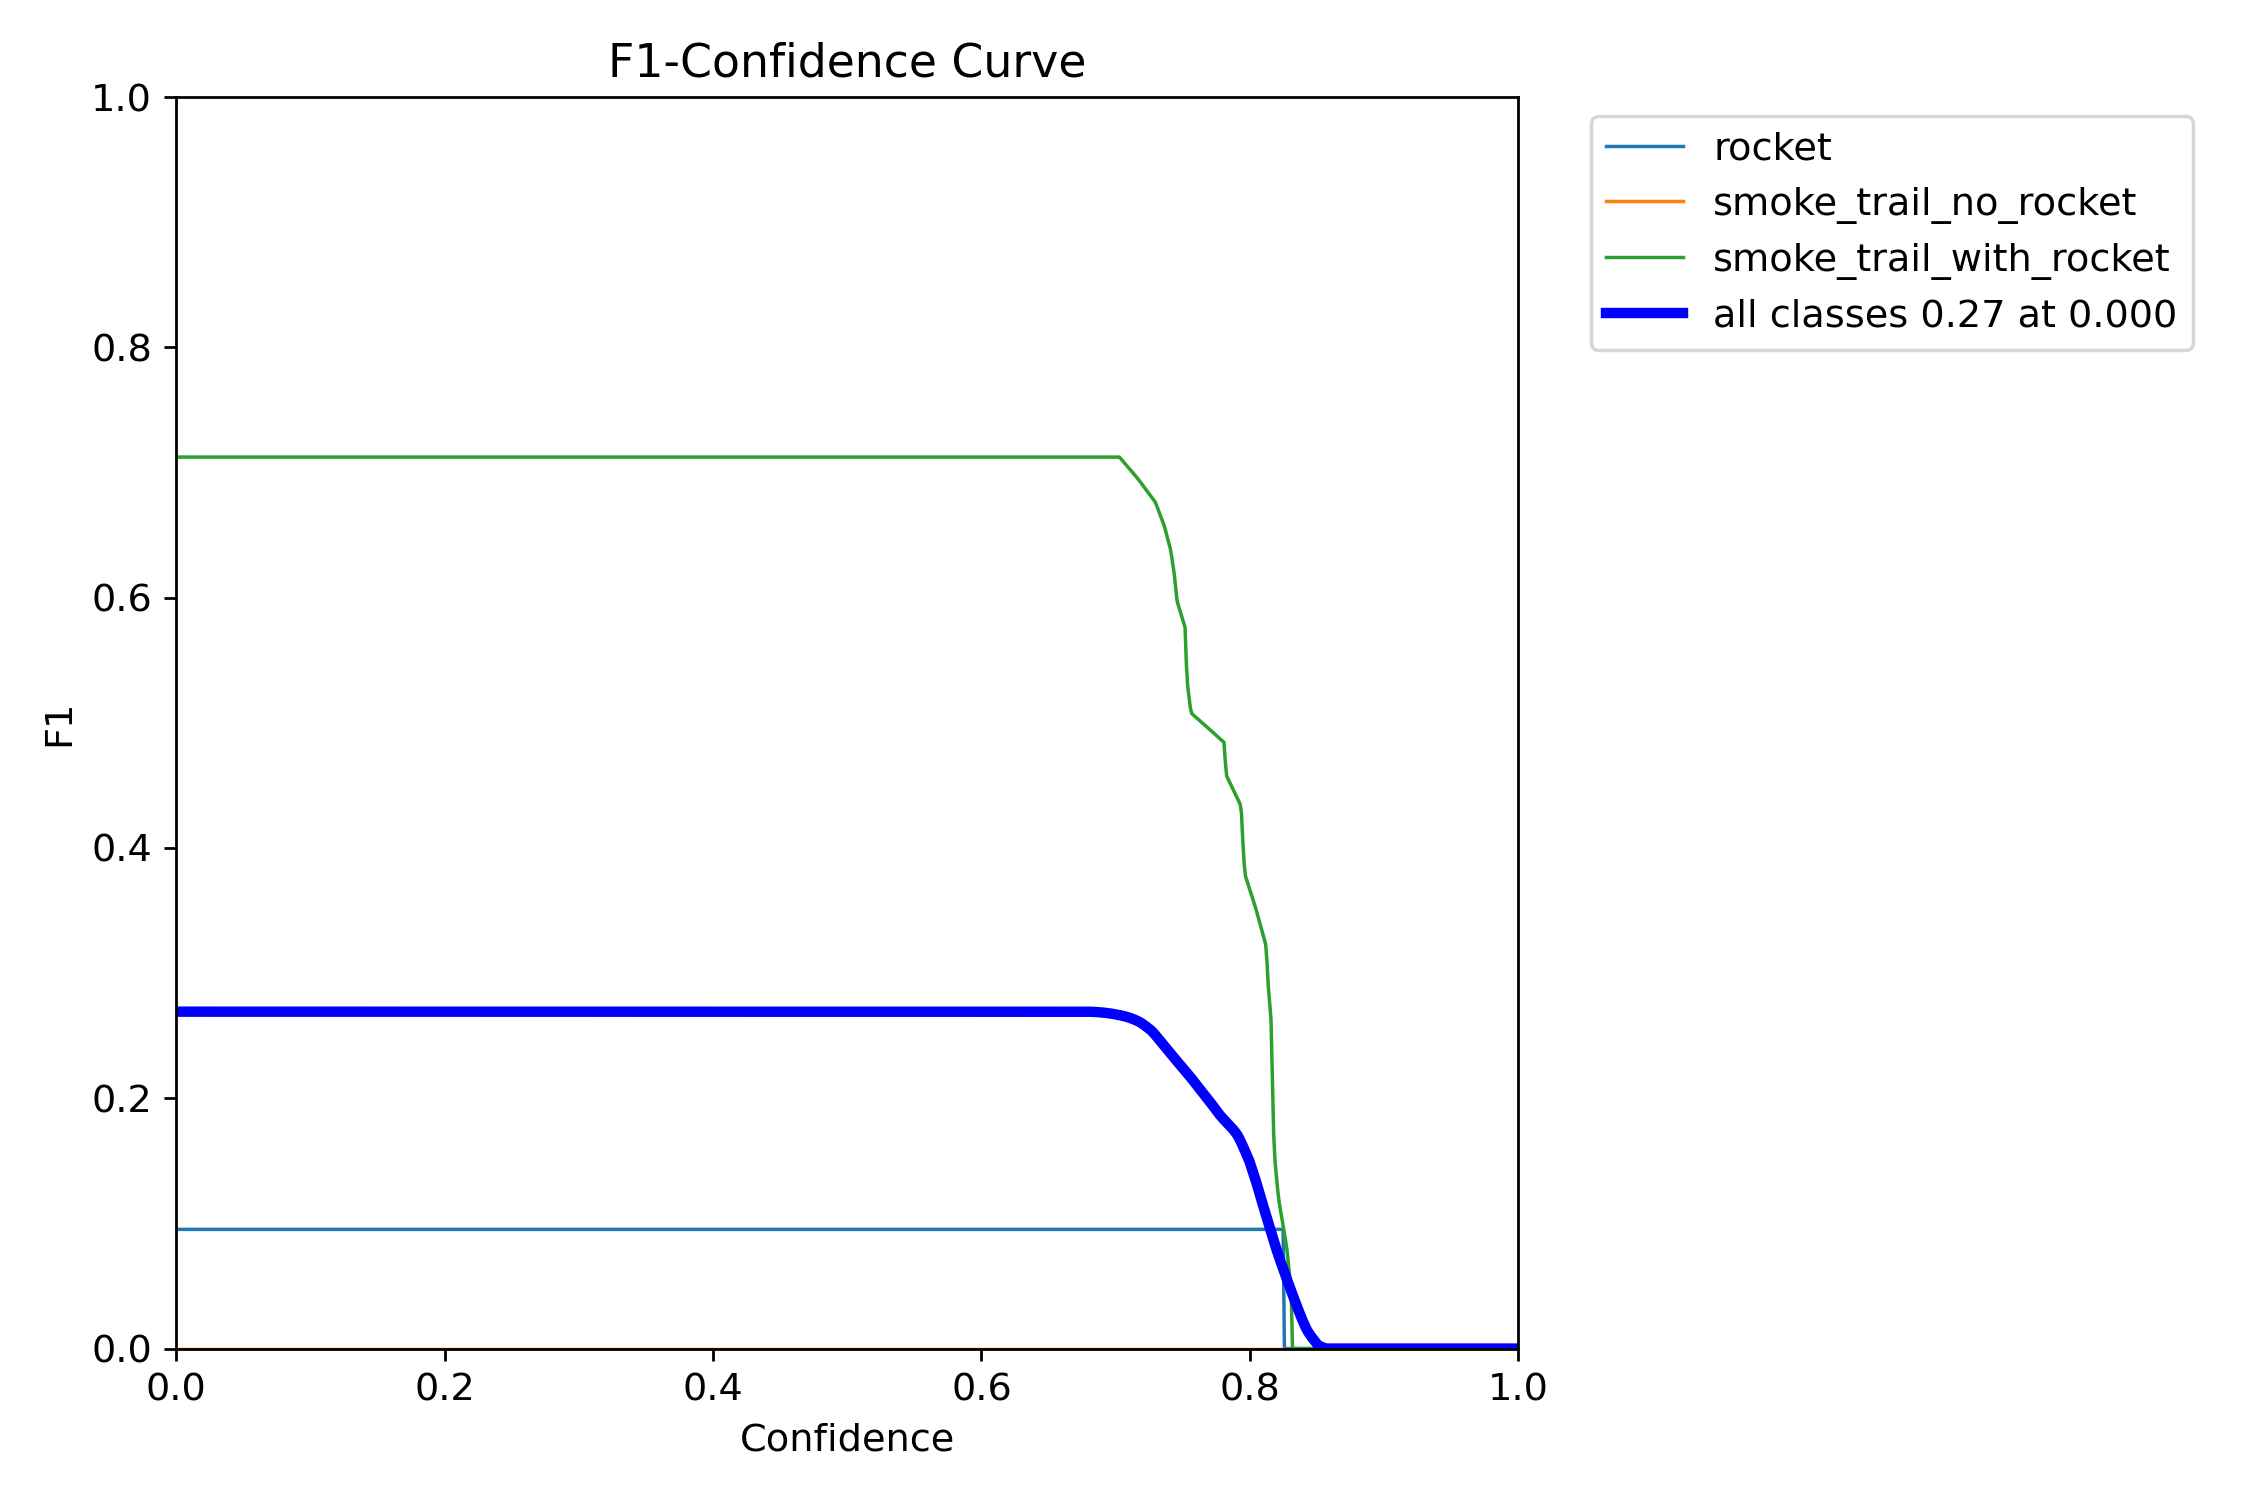 F1-Confidence Curve
1.0
0.8
0.6
0.4
0.2
0.0
F1
0.0 0.2 0.4 0.6 0.8 1.0
Confidence
rocket
smoke_trail_no_rocket
smoke_trail_with_rocket
all classes 0.27 at 0.000